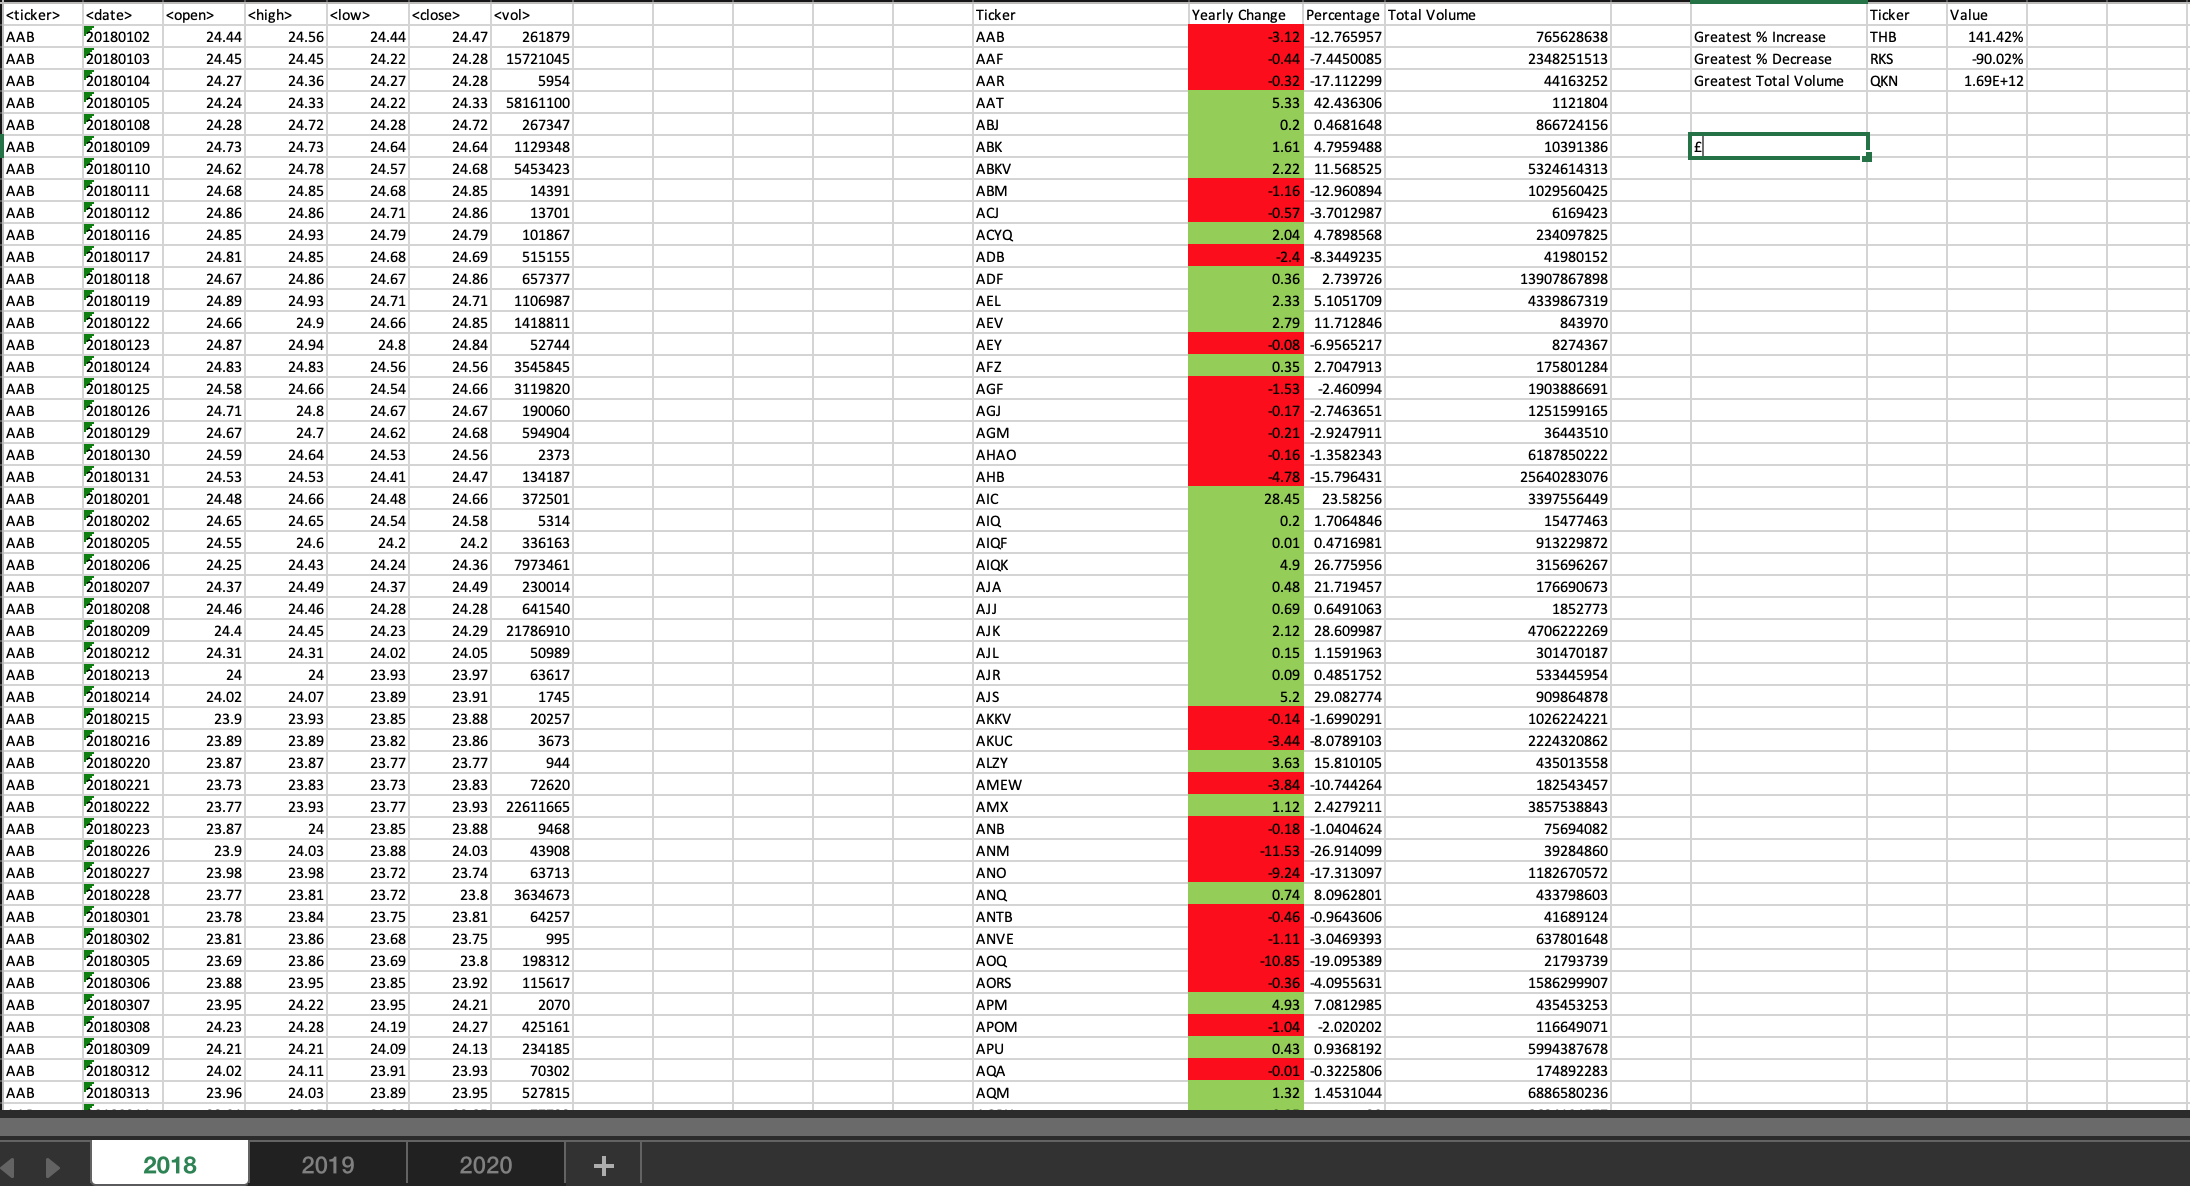 <ticker> <date> <open> <high> <low> <close> <vol> Ticker Yearly Change Percentage Total Volume Ticker Value
AAB 20180102 24.44 24.56 24.44 24.47 261879 AAB -3.12 -12.765957 765628638 Greatest % Increase THB 141.42%
AAB 20180103 24.45 24.45 24.22 24.28 15721045 AAF -0.44 -7.4450085 2348251513 Greatest % Decrease RKS -90.02%
AAB 20180104 24.27 24.36 24.27 24.28 5954 AAR -0.32 -17.112299 44163252 Greatest Total Volume QKN 1.69E+12
AAB 20180105 24.24 24.33 24.22 24.33 58161100 AAT 5.33 42.436306 1121804
AAB 20180108 24.28 24.72 24.28 24.72 267347 ABJ 0.2 0.4681648 866724156
AAB 20180109 24.73 24.73 24.64 24.64 1129348 ABK 1.61 4.7959488 10391386 £
AAB 20180110 24.62 24.78 24.57 24.68 5453423 ABKV 2.22 11.568525 5324614313
AAB 20180111 24.68 24.85 24.68 24.85 14391 ABM -1.16 -12.960894 1029560425
AAB 20180112 24.86 24.86 24.71 24.86 13701 ACJ -0.57 -3.7012987 6169423
AAB 20180116 24.85 24.93 24.79 24.79 101867 ACYQ 2.04 4.7898568 234097825
AAB 20180117 24.81 24.85 24.68 24.69 515155 ADB -2.4 -8.3449235 41980152
AAB 20180118 24.67 24.86 24.67 24.86 657377 ADF 0.36 2.739726 13907867898
AAB 20180119 24.89 24.93 24.71 24.71 1106987 AEL 2.33 5.1051709 4339867319
AAB 20180122 24.66 24.9 24.66 24.85 1418811 AEV 2.79 11.712846 843970
AAB 20180123 24.87 24.94 24.8 24.84 52744 AEY -0.08 -6.9565217 8274367
AAB 20180124 24.83 24.83 24.56 24.56 3545845 AFZ 0.35 2.7047913 175801284
AAB 20180125 24.58 24.66 24.54 24.66 3119820 AGF -1.53 -2.460994 1903886691
AAB 20180126 24.71 24.8 24.67 24.67 190060 AGJ -0.17 -2.7463651 1251599165
AAB 20180129 24.67 24.7 24.62 24.68 594904 AGM -0.21 -2.9247911 36443510
AAB 20180130 24.59 24.64 24.53 24.56 2373 AHAO -0.16 -1.3582343 6187850222
AAB 20180131 24.53 24.53 24.41 24.47 134187 AHB -4.78 -15.796431 25640283076
AAB 20180201 24.48 24.66 24.48 24.66 372501 AIC 28.45 23.58256 3397556449
AAB 20180202 24.65 24.65 24.54 24.58 5314 AIQ 0.2 1.7064846 15477463
AAB 20180205 24.55 24.6 24.2 24.2 336163 AIQF 0.01 0.4716981 913229872
AAB 20180206 24.25 24.43 24.24 24.36 7973461 AIQK 4.9 26.775956 315696267
AAB 20180207 24.37 24.49 24.37 24.49 230014 AJA 0.48 21.719457 176690673
AAB 20180208 24.46 24.46 24.28 24.28 641540 AJJ 0.69 0.6491063 1852773
AAB 20180209 24.4 24.45 24.23 24.29 21786910 AJK 2.12 28.609987 4706222269
AAB 20180212 24.31 24.31 24.02 24.05 50989 AJL 0.15 1.1591963 301470187
AAB 20180213 24 24 23.93 23.97 63617 AJR 0.09 0.4851752 533445954
AAB 20180214 24.02 24.07 23.89 23.91 1745 AJS 5.2 29.082774 909864878
AAB 20180215 23.9 23.93 23.85 23.88 20257 AKKV -0.14 -1.6990291 1026224221
AAB 20180216 23.89 23.89 23.82 23.86 3673 AKUC -3.44 -8.0789103 2224320862
AAB 20180220 23.87 23.87 23.77 23.77 944 ALZY 3.63 15.810105 435013558
AAB 20180221 23.73 23.83 23.73 23.83 72620 AMEW -3.84 -10.744264 182543457
AAB 20180222 23.77 23.93 23.77 23.93 22611665 AMX 1.12 2.4279211 3857538843
AAB 20180223 23.87 24 23.85 23.88 9468 ANB -0.18 -1.0404624 75694082
AAB 20180226 23.9 24.03 23.88 24.03 43908 ANM -11.53 -26.914099 39284860
AAB 20180227 23.98 23.98 23.72 23.74 63713 ANO -9.24 -17.313097 1182670572
AAB 20180228 23.77 23.81 23.72 23.8 3634673 ANQ 0.74 8.0962801 433798603
AAB 20180301 23.78 23.84 23.75 23.81 64257 ANTB -0.46 -0.9643606 41689124
AAB 20180302 23.81 23.86 23.68 23.75 995 ANVE -1.11 -3.0469393 637801648
AAB 20180305 23.69 23.86 23.69 23.8 198312 AOQ -10.85 -19.095389 21793739
AAB 20180306 23.88 23.95 23.85 23.92 115617 AORS -0.36 -4.0955631 1586299907
AAB 20180307 23.95 24.22 23.95 24.21 2070 APM 4.93 7.0812985 435453253
AAB 20180308 24.23 24.28 24.19 24.27 425161 APOM -1.04 -2.020202 116649071
AAB 20180309 24.21 24.21 24.09 24.13 234185 APU 0.43 0.9368192 5994387678
AAB 20180312 24.02 24.11 23.91 23.93 70302 AQA -0.01 -0.3225806 174892283
AAB 20180313 23.96 24.03 23.89 23.95 527815 AQM 1.32 1.4531044 6886580236
2018 2019 2020 +